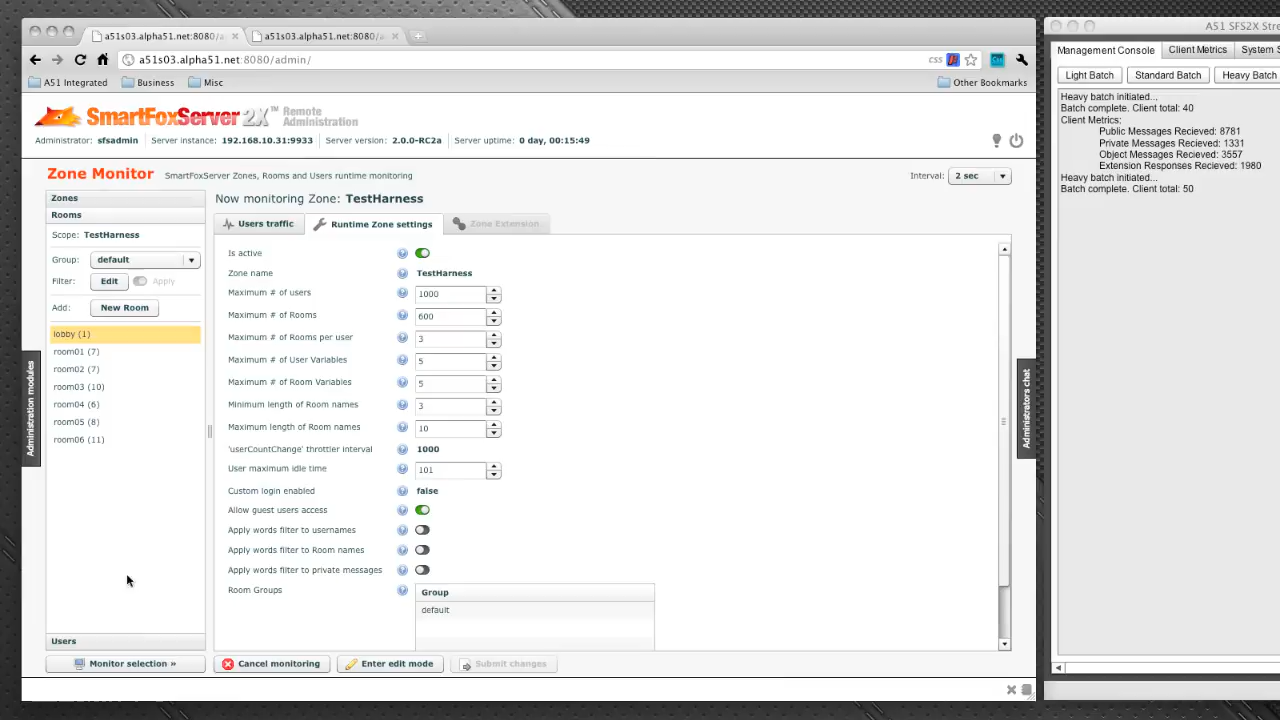 a51s03.alpha51.net:8080/
a51s03.alpha51.net:8080/
a51s03.alpha51.net:8080/admin/
css
A51 Integrated
Business
Misc
Other Bookmarks
SmartFoxServer 2X™ Remote Administration
Administrator: sfsadmin
Server instance: 192.168.10.31:9933
Server version: 2.0.0-RC2a
Server uptime: 0 day, 00:15:49
Zone Monitor
SmartFoxServer Zones, Rooms and Users runtime monitoring
Interval: 2 sec
Zones
Rooms
Scope: TestHarness
Group: default
Filter: Edit Apply
Add: New Room
lobby (1)
room01 (7)
room02 (7)
room03 (10)
room04 (6)
room05 (8)
room06 (11)
Users
Monitor selection »
Administration modules
Now monitoring Zone: TestHarness
Users traffic
Runtime Zone settings
Zone Extension
Is active
Zone name TestHarness
Maximum # of users 1000
Maximum # of Rooms 600
Maximum # of Rooms per user 3
Maximum # of User Variables 5
Maximum # of Room Variables 5
Minimum length of Room names 3
Maximum length of Room names 10
'userCountChange' throttler interval 1000
User maximum idle time 101
Custom login enabled false
Allow guest users access
Apply words filter to usernames
Apply words filter to Room names
Apply words filter to private messages
Room Groups
Group
default
Cancel monitoring
Enter edit mode
Submit changes
Administrators chat
A51 SFS2X Str
Management Console
Client Metrics
System S
Light Batch
Standard Batch
Heavy Batch
Heavy batch initiated...
Batch complete. Client total: 40
Client Metrics:
Public Messages Recieved: 8781
Private Messages Recieved: 1331
Object Messages Recieved: 3557
Extension Responses Recieved: 1980
Heavy batch initiated...
Batch complete. Client total: 50